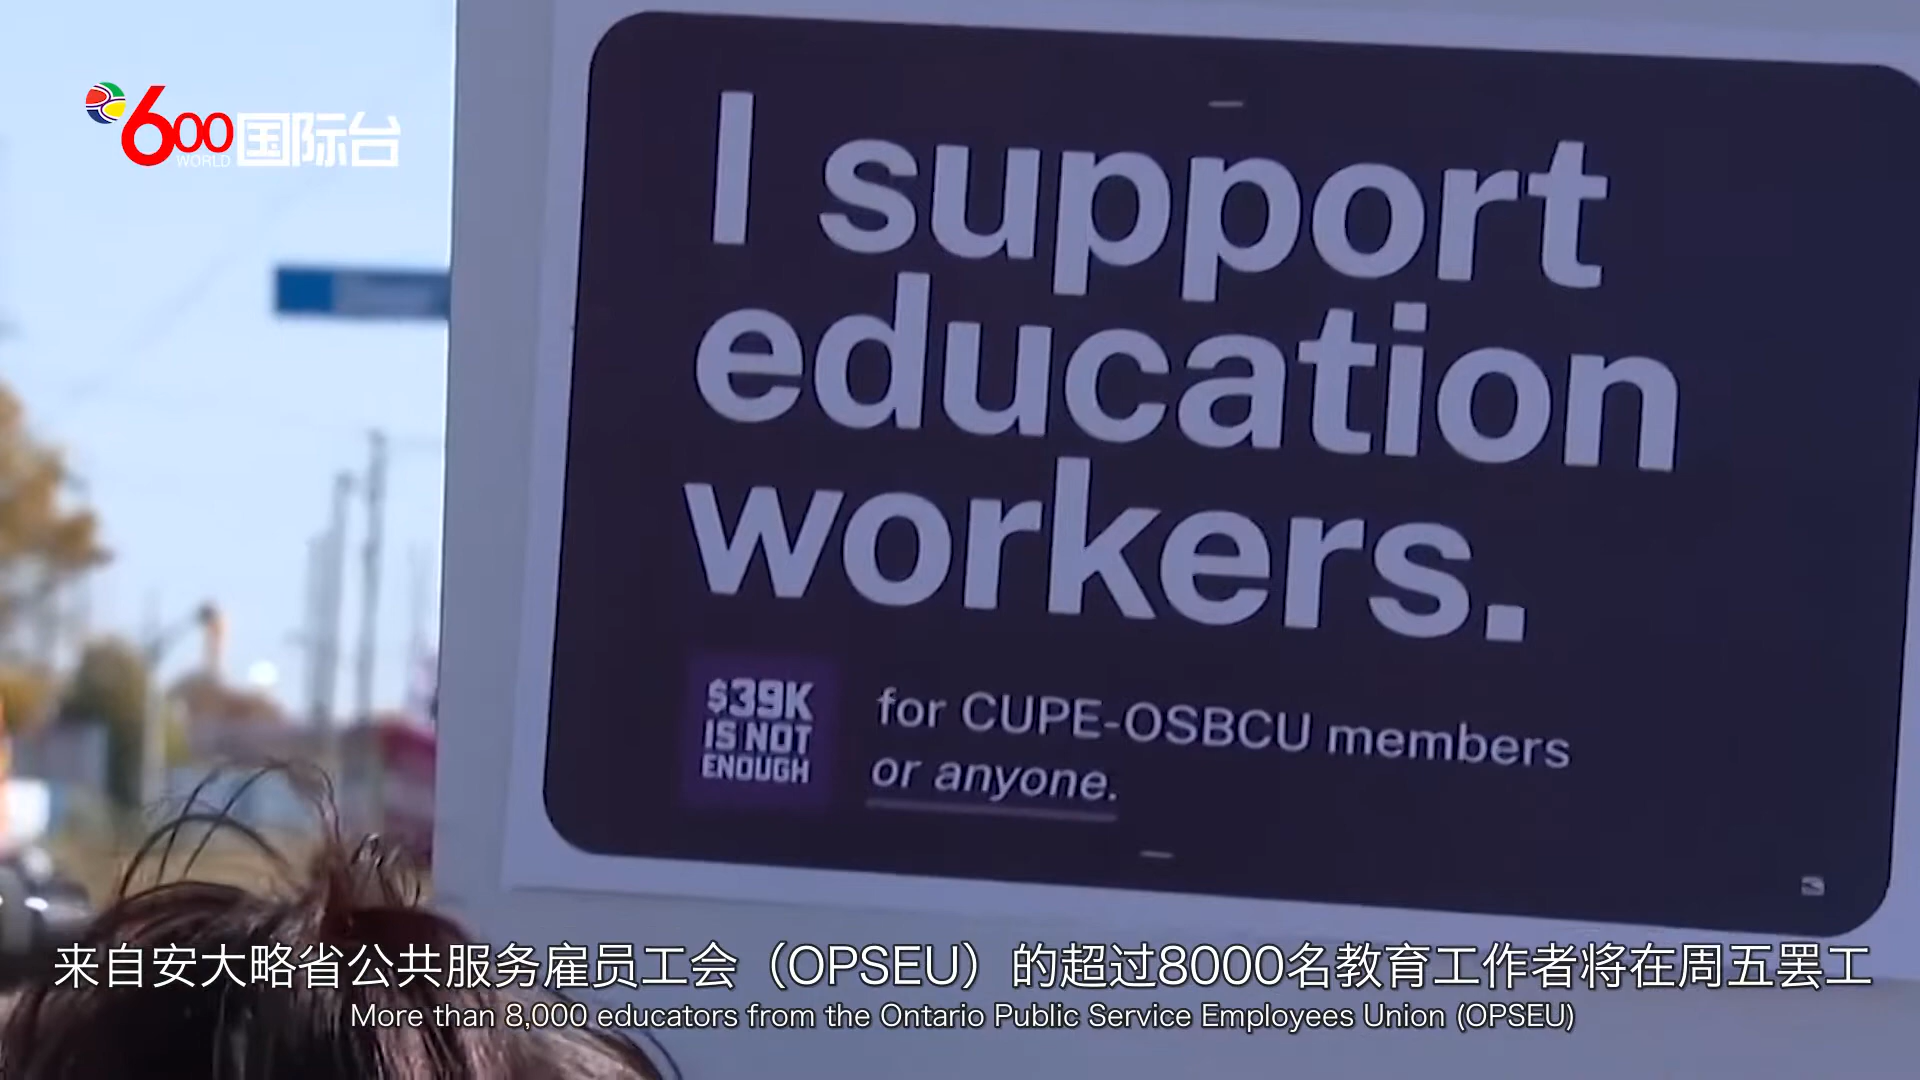 600
WORLD
国际台
I support
education
workers.
$39K
IS NOT
ENOUGH
for CUPE-OSBCU members
or anyone.
来自安大略省公共服务雇员工会（OPSEU）的超过8000名教育工作者将在周五罢工
More than 8,000 educators from the Ontario Public Service Employees Union (OPSEU)